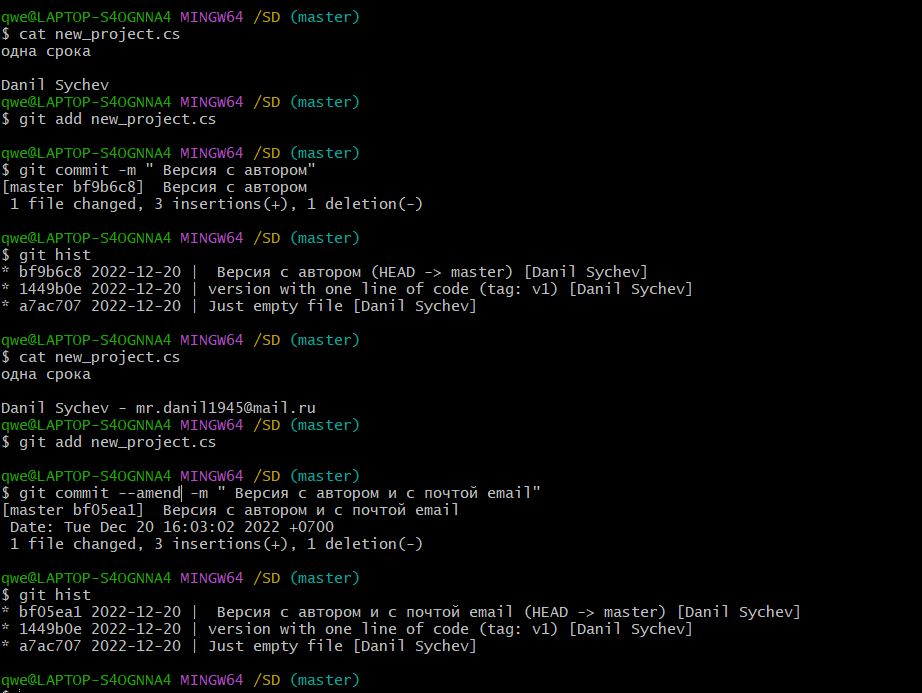 qwe@LAPTOP-S4OGNNA4 MINGW64 /SD (master)
$ cat new_project.cs
одна срока
Danil Sychev
qwe@LAPTOP-S4OGNNA4 MINGW64 /SD (master)
$ git add new_project.cs
qwe@LAPTOP-S4OGNNA4 MINGW64 /SD (master)
$ git commit -m " Версия с автором"
[master bf9b6c8]  Версия с автором
 1 file changed, 3 insertions(+), 1 deletion(-)
qwe@LAPTOP-S4OGNNA4 MINGW64 /SD (master)
$ git hist
* bf9b6c8 2022-12-20 |  Версия с автором (HEAD -> master) [Danil Sychev]
* 1449b0e 2022-12-20 | version with one line of code (tag: v1) [Danil Sychev]
* a7ac707 2022-12-20 | Just empty file [Danil Sychev]
qwe@LAPTOP-S4OGNNA4 MINGW64 /SD (master)
$ cat new_project.cs
одна срока
Danil Sychev - mr.danil1945@mail.ru
qwe@LAPTOP-S4OGNNA4 MINGW64 /SD (master)
$ git add new_project.cs
qwe@LAPTOP-S4OGNNA4 MINGW64 /SD (master)
$ git commit --amend -m " Версия с автором и с почтой email"
[master bf05ea1]  Версия с автором и с почтой email
 Date: Tue Dec 20 16:03:02 2022 +0700
 1 file changed, 3 insertions(+), 1 deletion(-)
qwe@LAPTOP-S4OGNNA4 MINGW64 /SD (master)
$ git hist
* bf05ea1 2022-12-20 |  Версия с автором и с почтой email (HEAD -> master) [Danil Sychev]
* 1449b0e 2022-12-20 | version with one line of code (tag: v1) [Danil Sychev]
* a7ac707 2022-12-20 | Just empty file [Danil Sychev]
qwe@LAPTOP-S4OGNNA4 MINGW64 /SD (master)
$